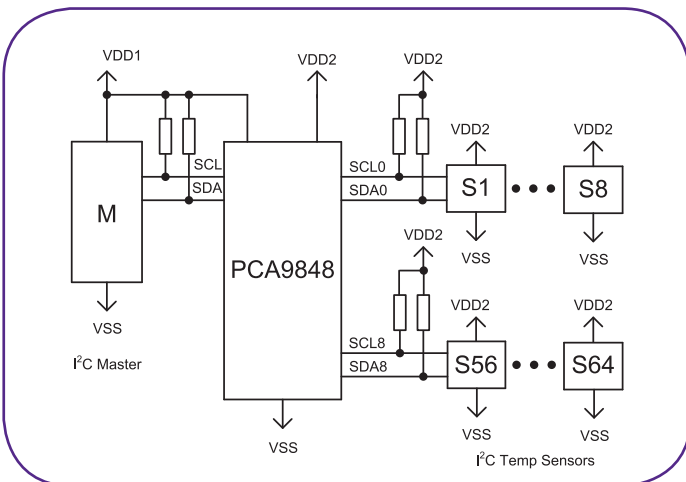 VDD1
VDD2
VDD2
VDD2
VDD2
SCL
SCL0
SDA
SDA0
M
S1
S8
VSS
VSS
VDD2
PCA9848
VDD2
VDD2
VSS
SCL8
SDA8
S56
S64
I²C Master
VSS
VSS
VSS
I²C Temp Sensors